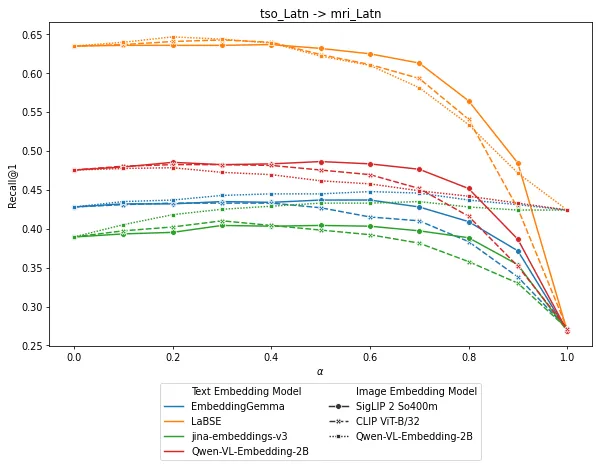 tso_Latn -> mri_Latn
Recall@1
0.65
0.60
0.55
0.50
0.45
0.40
0.35
0.30
0.25
0.0 0.2 0.4 0.6 0.8 1.0
α
Text Embedding Model
EmbeddingGemma
LaBSE
jina-embeddings-v3
Qwen-VL-Embedding-2B
Image Embedding Model
SigLIP 2 So400m
CLIP ViT-B/32
Qwen-VL-Embedding-2B